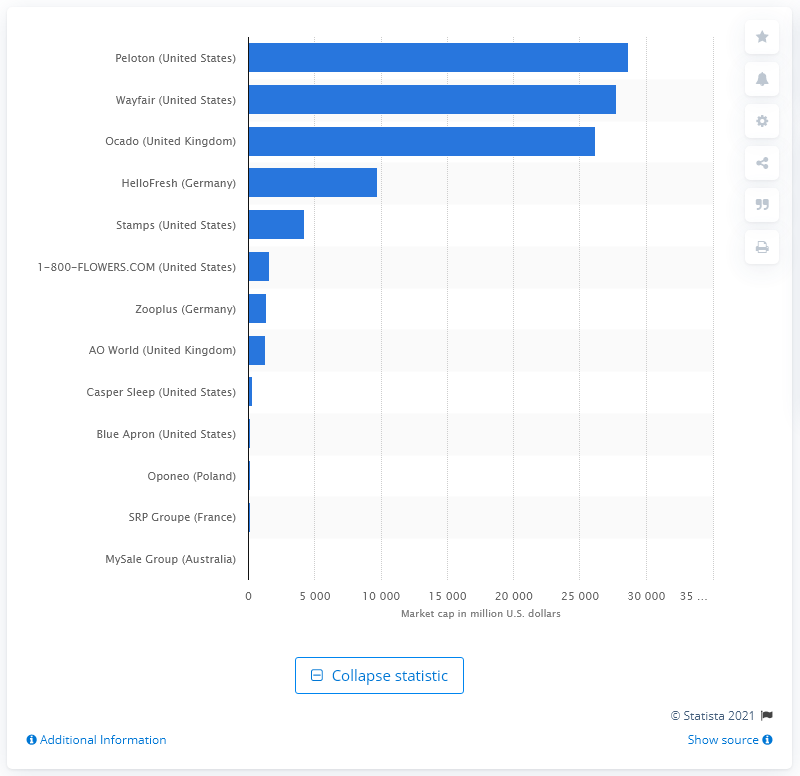 Peloton (United States)
Wayfair (United States)
Ocado (United Kingdom)
HelloFresh (Germany)
Stamps (United States)
1-800-FLOWERS.COM (United States)
Zooplus (Germany)
AO World (United Kingdom)
Casper Sleep (United States)
Blue Apron (United States)
Oponeo (Poland)
SRP Groupe (France)
MySale Group (Australia)
0 5 000 10 000 15 000 20 000 25 000 30 000 35 ...
Market cap in million U.S. dollars
Collapse statistic
© Statista 2021
Additional Information
Show source